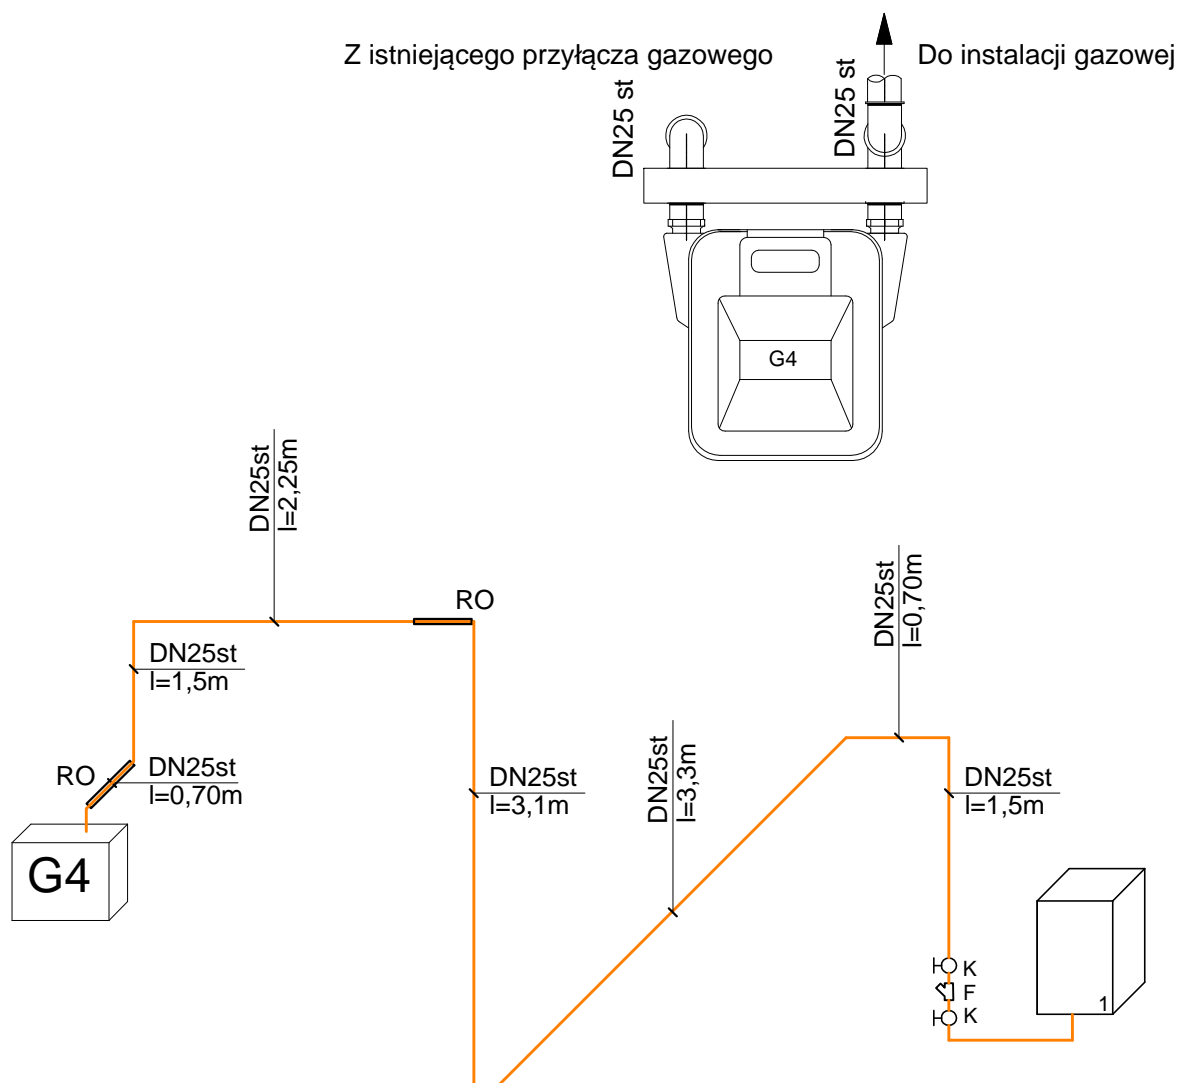 Z istniejącego przyłącza gazowego
Do instalacji gazowej
DN25 st
DN25 st
G4
DN25st
l=2,25m
RO
DN25st
l=0,70m
DN25st
l=1,5m
DN25st
l=3,3m
RO
DN25st
l=0,70m
DN25st
l=3,1m
DN25st
l=1,5m
G4
K
F
K
1